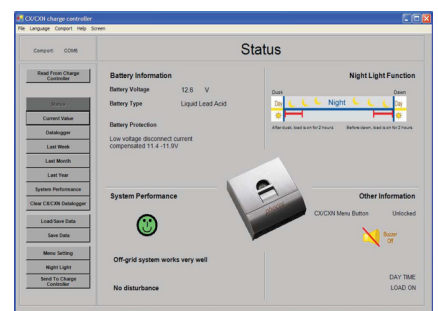 CX/CXN charge controller
File Language Comport Help Screen
Comport: COM8
Status
Read From Charge
Controller
Status
Current Value
Datalogger
Last Week
Last Month
Last Year
System Performance
Clear CX/CXN Datalogger
Load/Save Data
Save Data
Menu Setting
Night Light
Send To Charge
Controller
Battery Information
Battery Voltage 12.6 V
Battery Type Liquid Lead Acid
Battery Protection
Low voltage disconnect current
compensated 11.4 -11.9V
Night Light Function
Dusk Dawn
Day Night Day
After dusk, load is on for 2 hours Before dawn, load is on for 2 hours
System Performance
Off-grid system works very well
No disturbance
Other Information
CX/CXN Menu Button Unlocked
Buzzer
Off
DAY TIME
LOAD ON